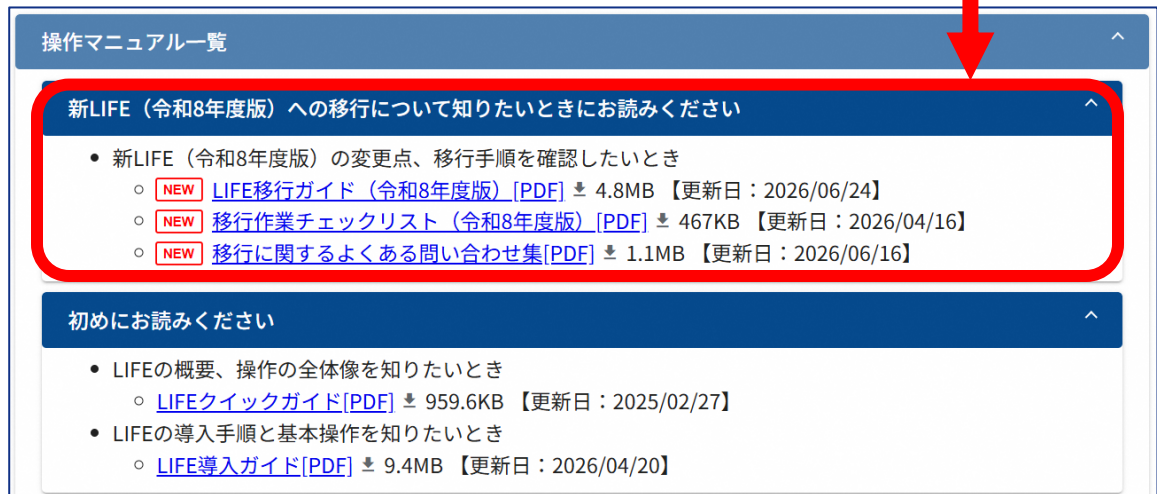 操作マニュアル一覧
新LIFE（令和8年度版）への移行について知りたいときにお読みください
新LIFE（令和8年度版）の変更点、移行手順を確認したいとき
NEW LIFE移行ガイド（令和8年度版）[PDF] 4.8MB 【更新日：2026/06/24】
NEW 移行作業チェックリスト（令和8年度版）[PDF] 467KB 【更新日：2026/04/16】
NEW 移行に関するよくある問い合わせ集[PDF] 1.1MB 【更新日：2026/06/16】
初めにお読みください
LIFEの概要、操作の全体像を知りたいとき
LIFEクイックガイド[PDF] 959.6KB 【更新日：2025/02/27】
LIFEの導入手順と基本操作を知りたいとき
LIFE導入ガイド[PDF] 9.4MB 【更新日：2026/04/20】